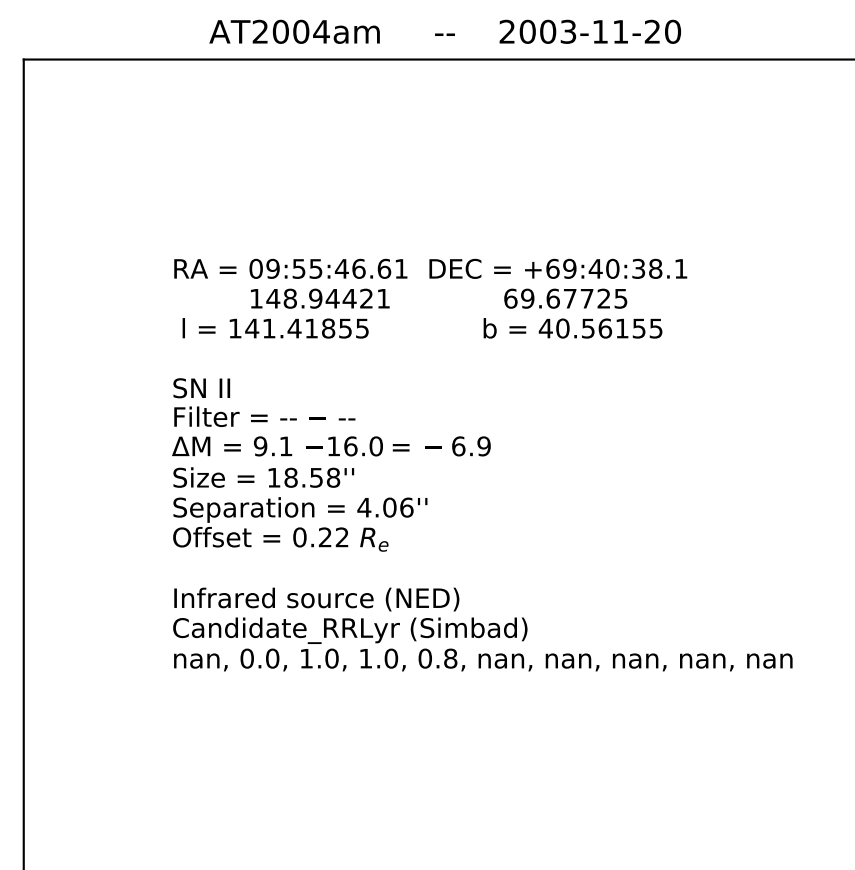 AT2004am -- 2003-11-20
RA = 09:55:46.61 DEC = +69:40:38.1
148.94421 69.67725
l = 141.41855 b = 40.56155
SN II
Filter = -- − --
ΔM = 9.1 −16.0 = − 6.9
Size = 18.58''
Separation = 4.06''
Offset = 0.22 Re
Infrared source (NED)
Candidate_RRLyr (Simbad)
nan, 0.0, 1.0, 1.0, 0.8, nan, nan, nan, nan, nan